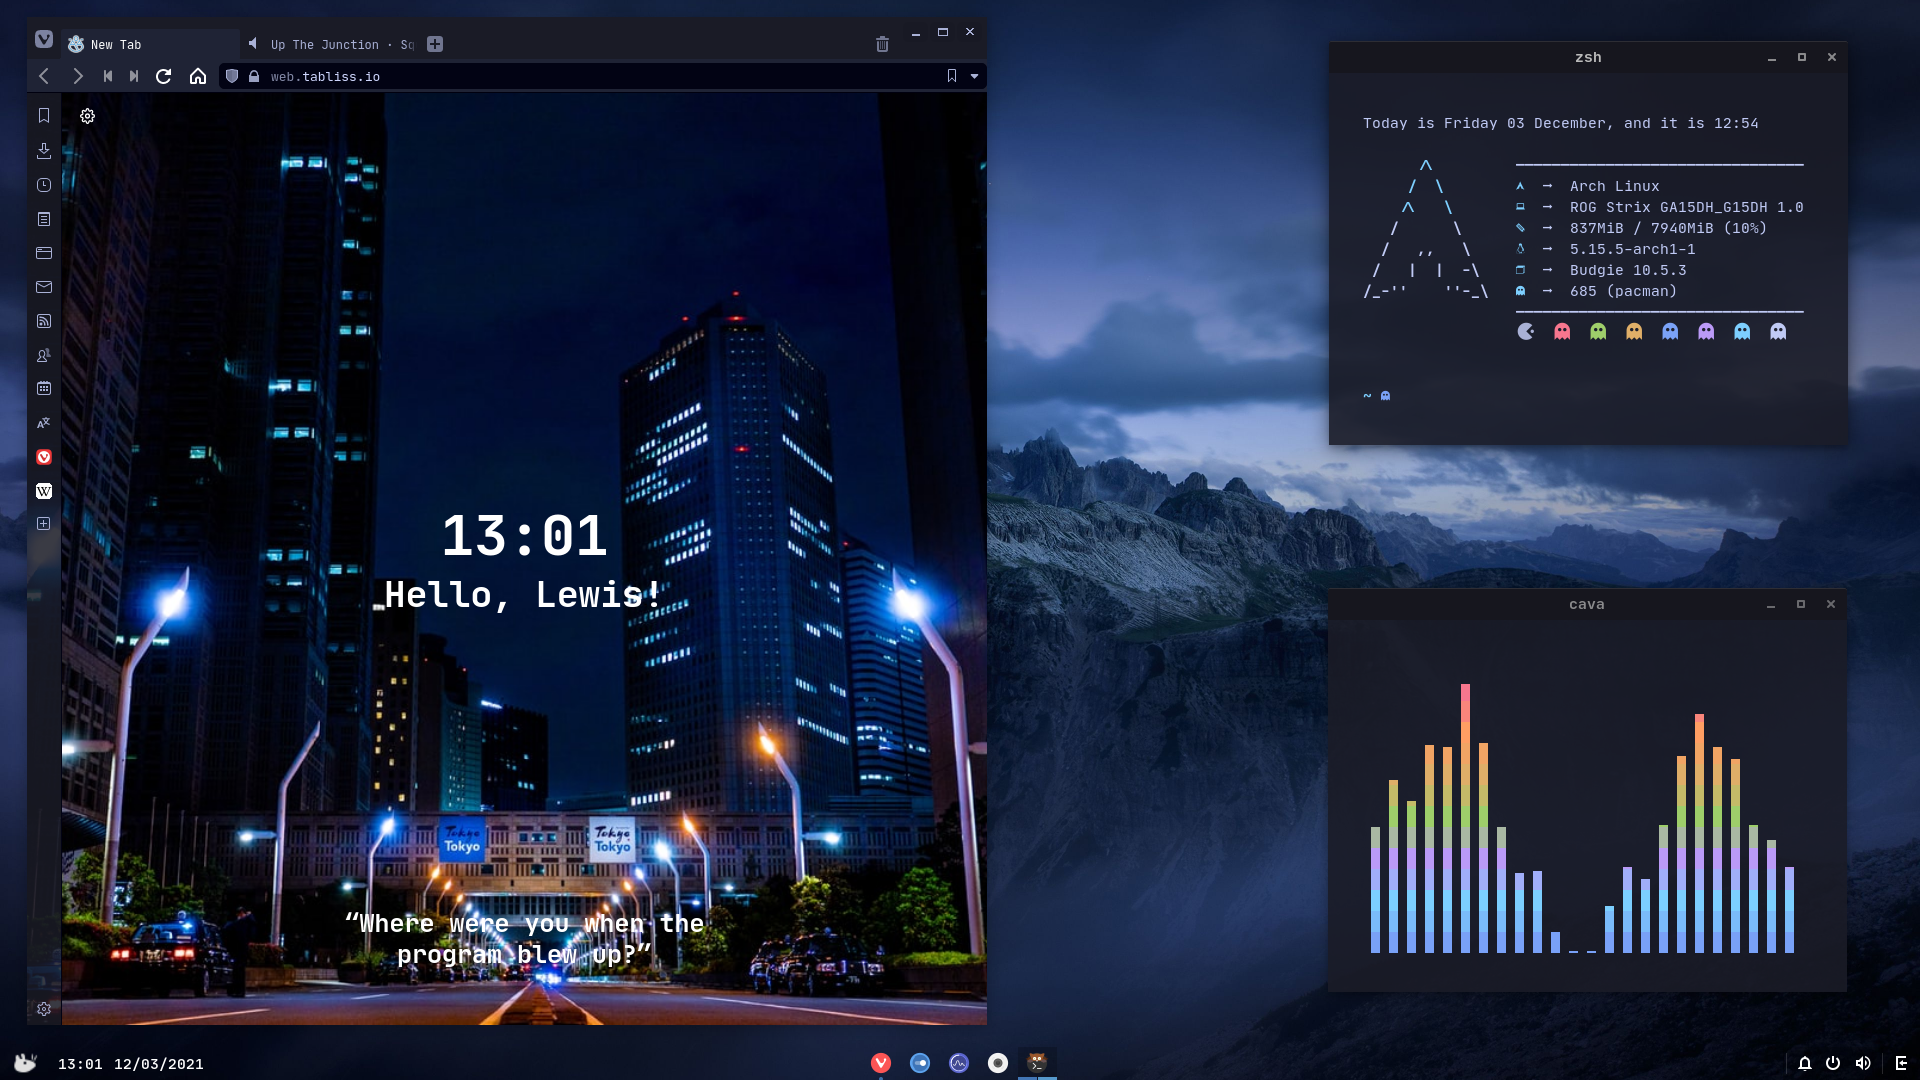 New Tab
Up The Junction · Sq
web.tabliss.io
W
13:01
Hello, Lewis!
Tokyo Tokyo
Tokyo Tokyo
“Where were you when the
program blew up?”
zsh
Today is Friday 03 December, and it is 12:54
Arch Linux
ROG Strix GA15DH_G15DH 1.0
837MiB / 7940MiB (10%)
5.15.5-arch1-1
Budgie 10.5.3
685 (pacman)
~
cava
13:01 12/03/2021